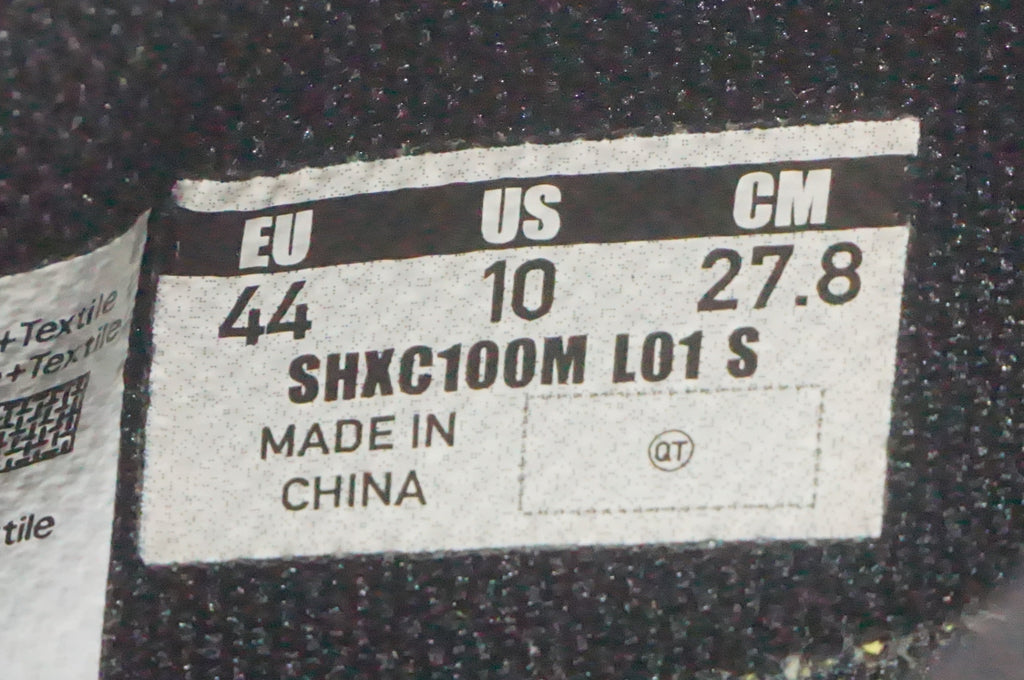 EU US CM
44 10 27.8
SHXC100M L01 S
MADE IN
CHINA
QT
+Textile
+Textile
tile